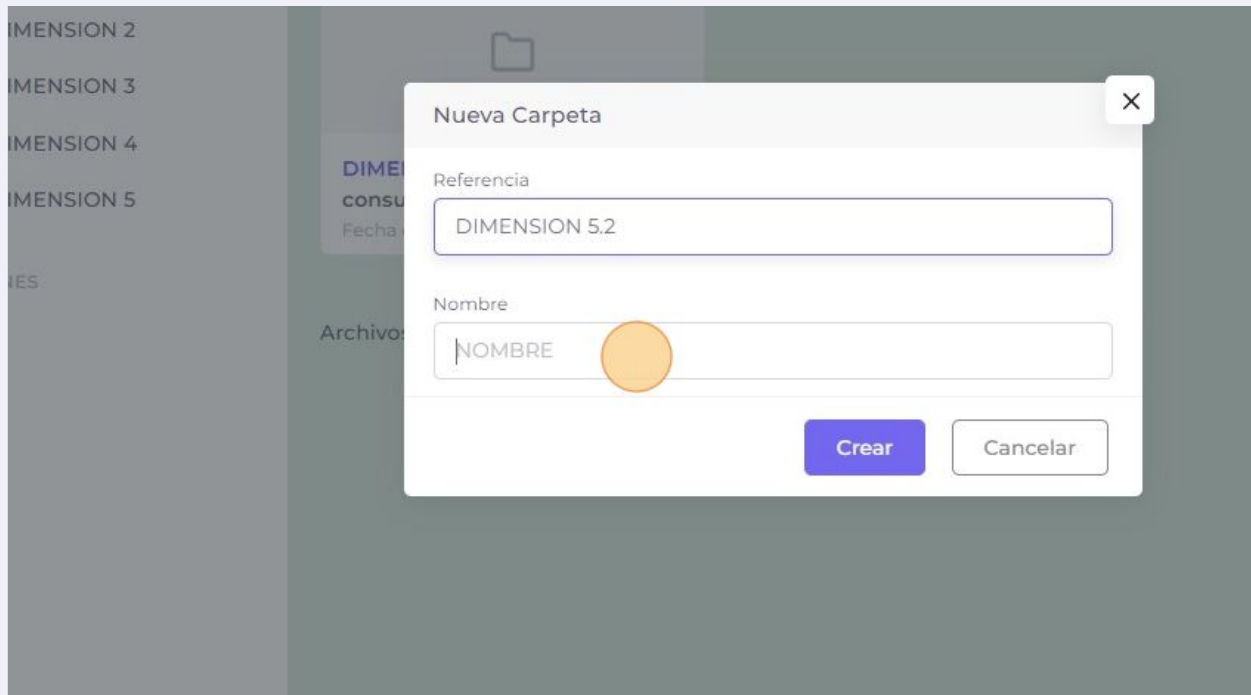 IMENSION 2
IMENSION 3
IMENSION 4
IMENSION 5
NES
DIME
consu
Fecha
Archivos
Nueva Carpeta
Referencia
DIMENSION 5.2
Nombre
NOMBRE
Crear
Cancelar